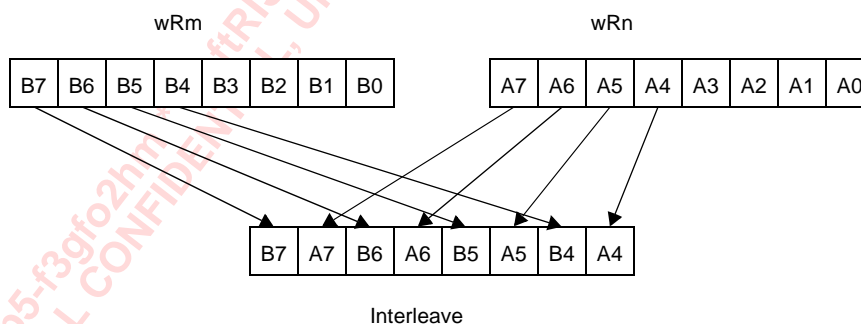 wRm wRn
B7 B6 B5 B4 B3 B2 B1 B0 A7 A6 A5 A4 A3 A2 A1 A0
B7 A7 B6 A6 B5 A5 B4 A4
Interleave